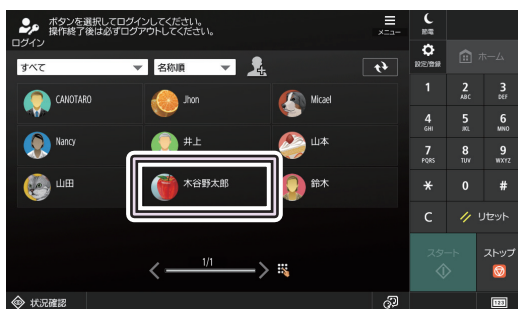 ボタンを選択してログインしてください。
操作終了後は必ずログアウトしてください。
ログイン
メニュー
節電
すべて
名称順
設定/登録
ホーム
CANOTARO
Jhon
Micael
Nancy
井上
山本
山田
木谷野太郎
鈴木
1/1
1
2
ABC
3
DEF
4
GHI
5
JKL
6
MNO
7
PQRS
8
TUV
9
WXYZ
*
0
#
C
リセット
スタート
ストップ
状況確認
123